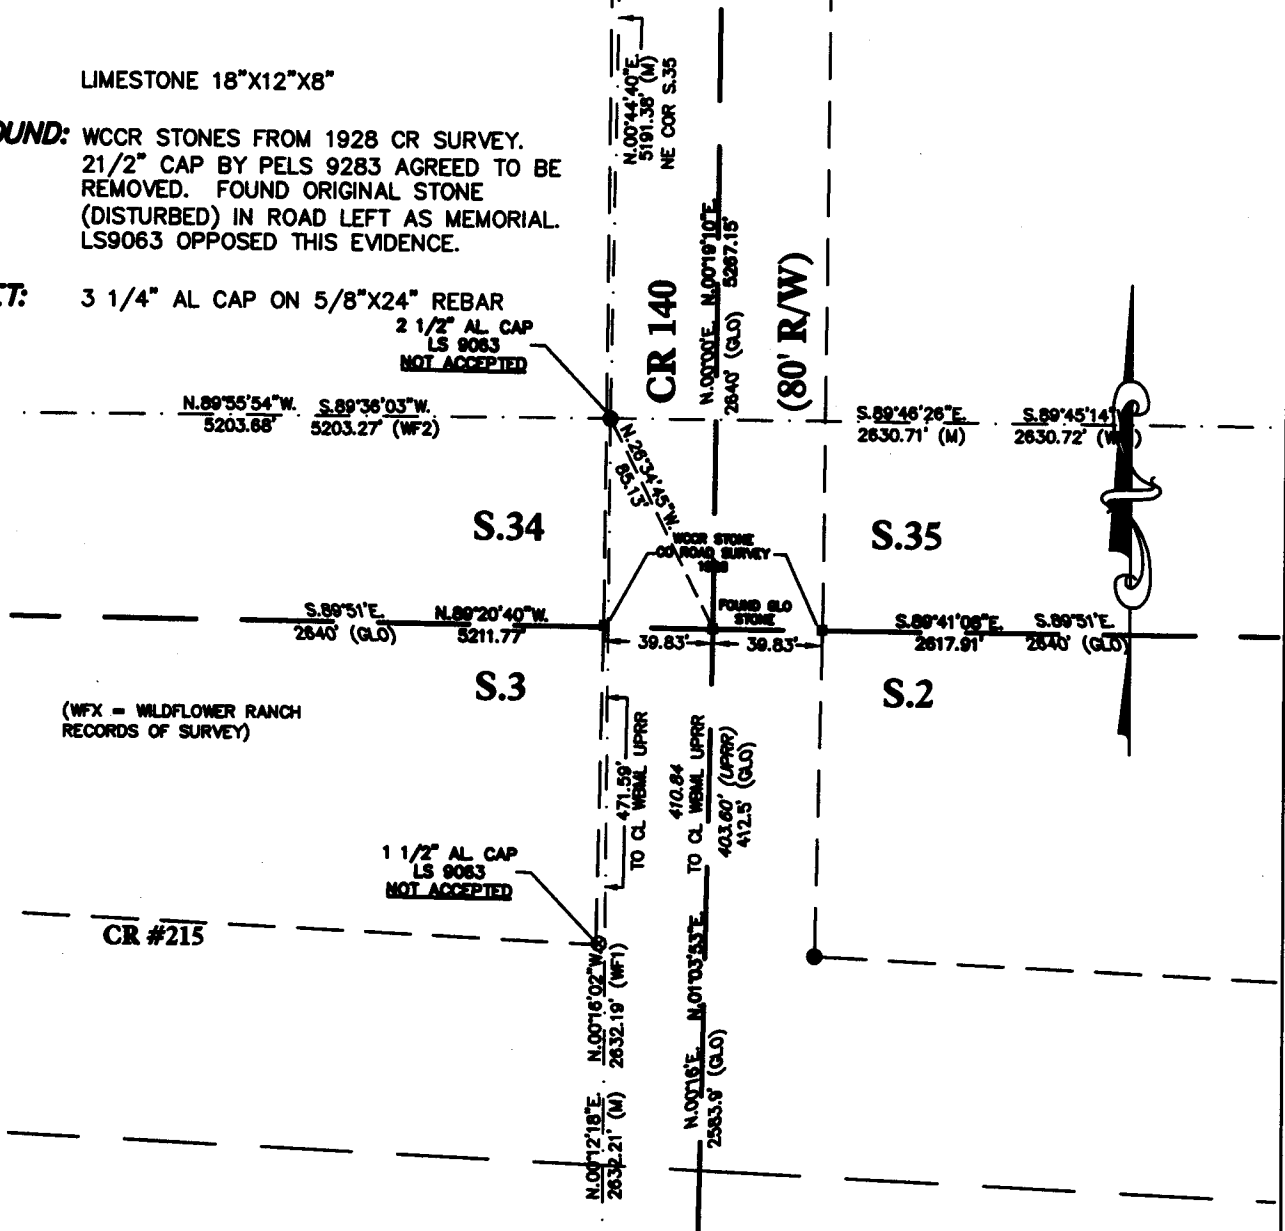 LIMESTONE 18"X12"X8"
OUND: WCCR STONES FROM 1928 CR SURVEY.
21/2" CAP BY PELS 9283 AGREED TO BE
REMOVED. FOUND ORIGINAL STONE
(DISTURBED) IN ROAD LEFT AS MEMORIAL.
LS9063 OPPOSED THIS EVIDENCE.
ET: 3 1/4" AL CAP ON 5/8"X24" REBAR
2 1/2" AL. CAP
LS 9063
NOT ACCEPTED
N.00°44'40"E.
5191.38' (M)
NE COR S.35
CR 140
N.00°00'E. N.00°19'10"E.
2640' (GLO) 5267.15'
(80' R/W)
N.89°55'54"W. S.89°36'03"W.
5203.68' 5203.27' (WF2)
S.89°46'26"E. S.89°45'14"
2630.71' (M) 2630.72'
N.26°34'45"W.
85.13'
S.34
S.35
WCCR STONE
CO ROAD SURVEY
FOUND GLO
STONE
S.89°51'E. N.89°20'40"W.
2640' (GLO) 5211.77'
39.83' 39.83'
S.89°41'06"E. S.89°51'E.
2617.91' 2640' (GLO)
S.3
S.2
(WFX = WILDFLOWER RANCH
RECORDS OF SURVEY)
471.59'
TO CL WBML UPRR
410.84
TO CL WBML UPRR
403.60' (UPRR)
412.5' (GLO)
1 1/2" AL. CAP
LS 9063
NOT ACCEPTED
CR #215
N.00°12'18"E. N.00°16'02"W.
2632.21' (M) 2632.19' (WF1)
N.00°16'E. N.01°03'53"E.
2583.9' (GLO)